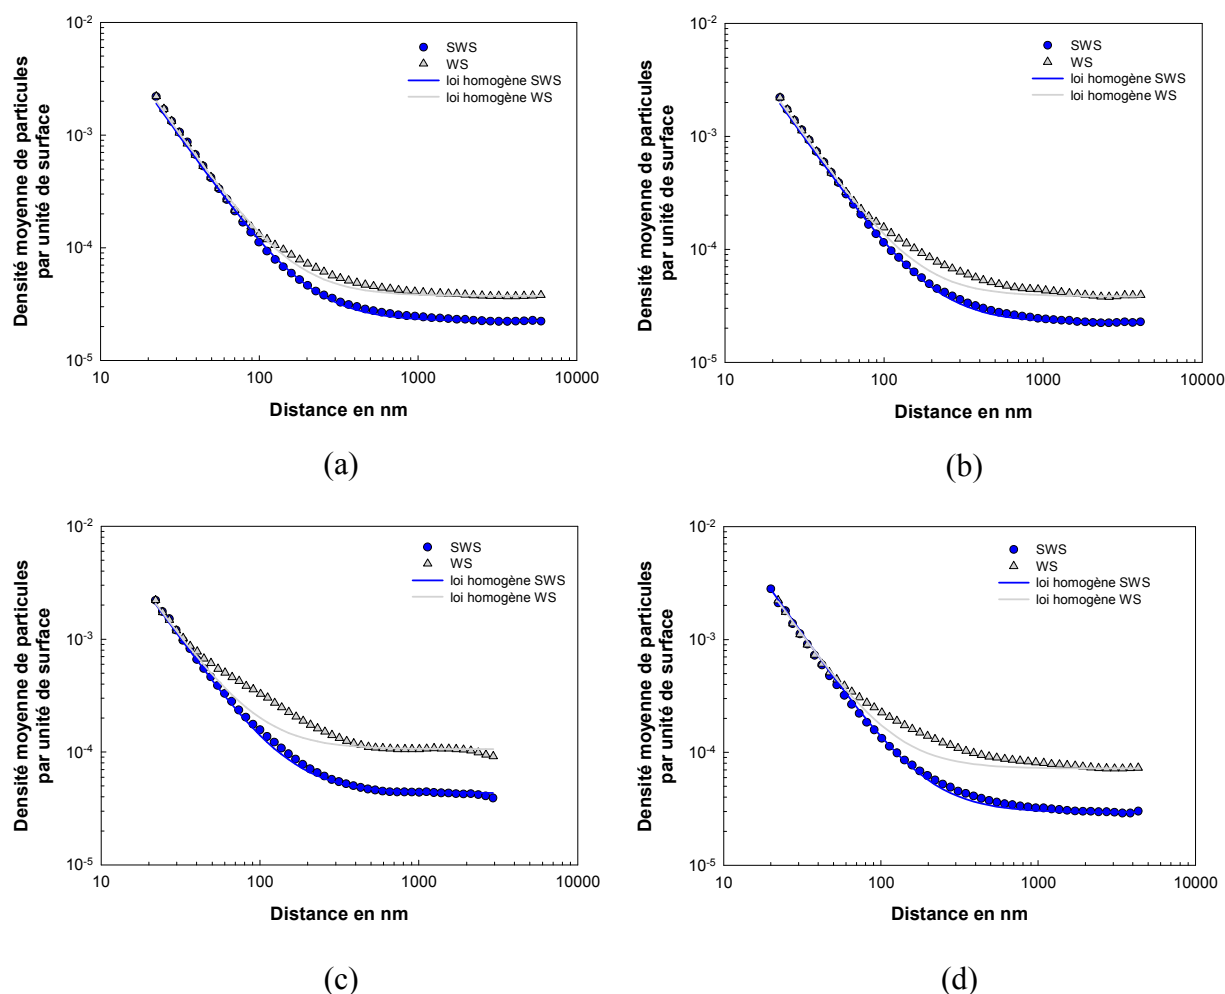 10-2
10-3
10-4
10-5
10
100
1000
10000
Densité moyenne de particules
par unité de surface
Distance en nm
SWS
WS
loi homogène SWS
loi homogène WS
(a)
10-2
10-3
10-4
10-5
10
100
1000
10000
Densité moyenne de particules
par unité de surface
Distance en nm
SWS
WS
loi homogène SWS
loi homogène WS
(b)
10-2
10-3
10-4
10-5
10
100
1000
10000
Densité moyenne de particules
par unité de surface
Distance en nm
SWS
WS
loi homogène SWS
loi homogène WS
(c)
10-2
10-3
10-4
10-5
10
100
1000
10000
Densité moyenne de particules
par unité de surface
Distance en nm
SWS
WS
loi homogène SWS
loi homogène WS
(d)